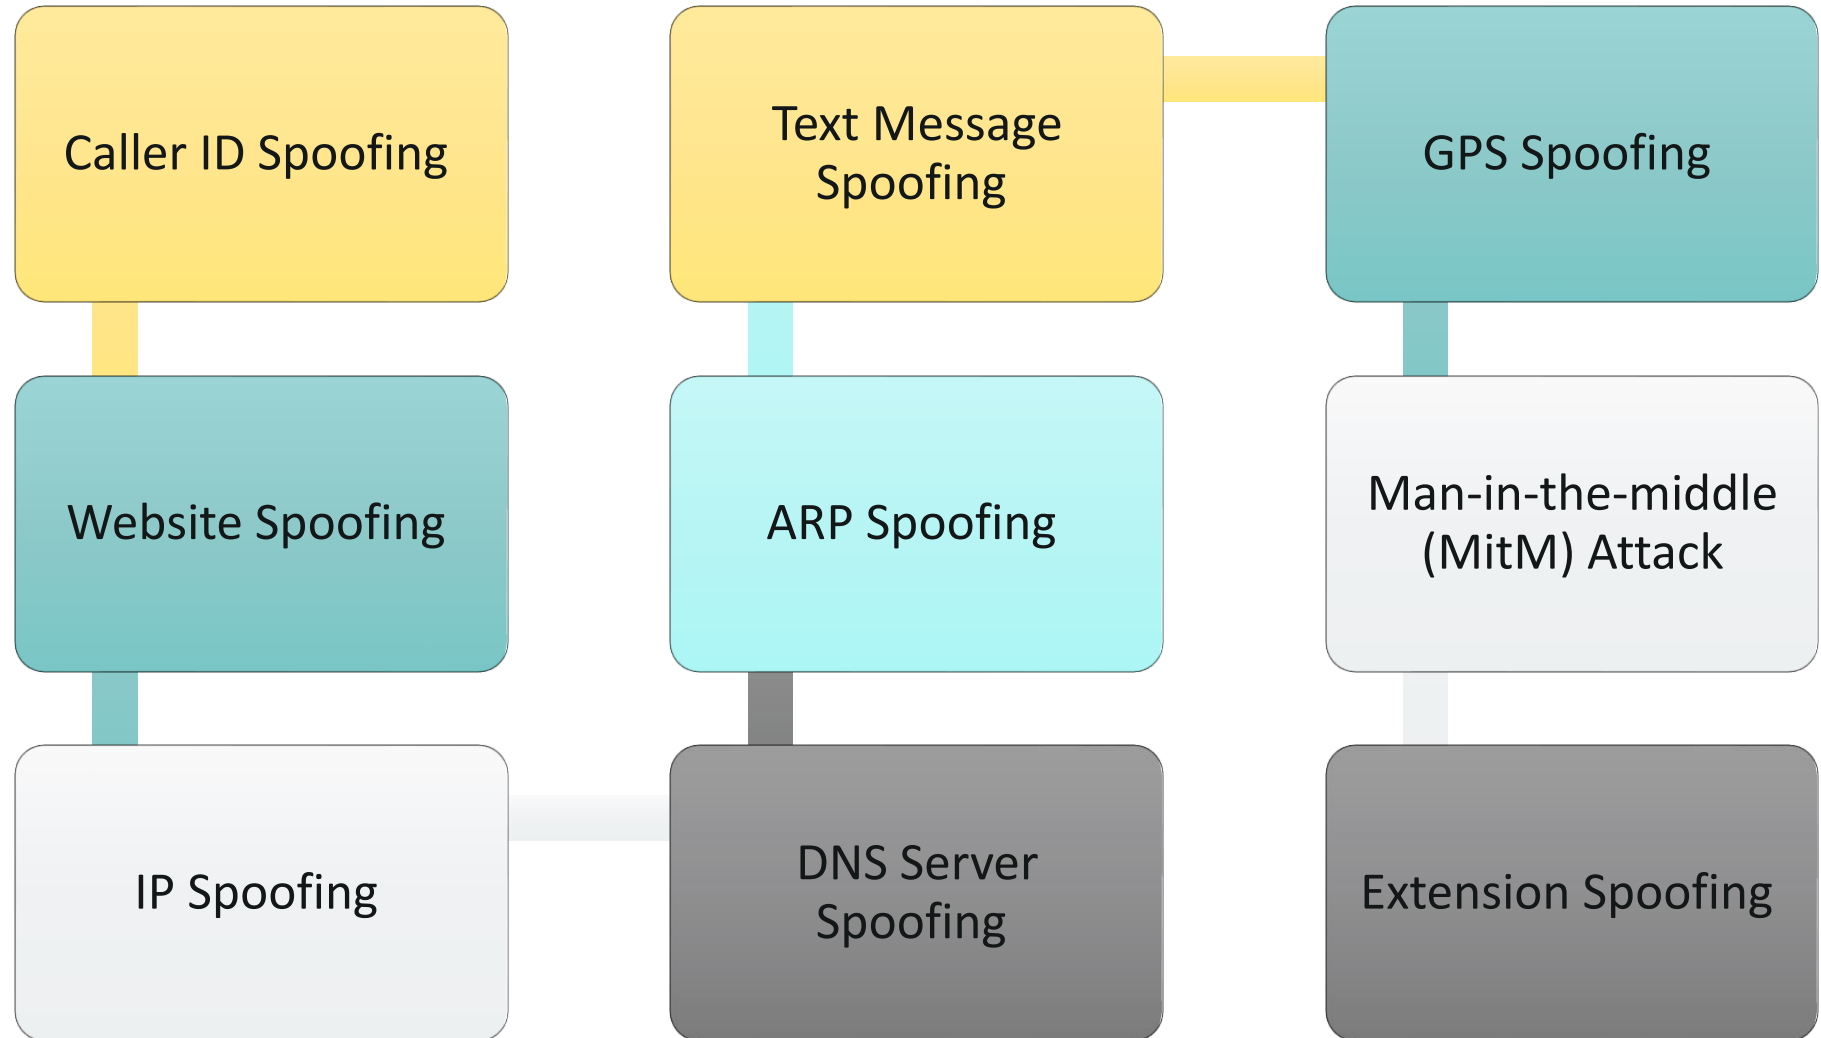 Caller ID Spoofing
Website Spoofing
IP Spoofing
DNS Server
Spoofing
ARP Spoofing
Text Message
Spoofing
GPS Spoofing
Man-in-the-middle
(MitM) Attack
Extension Spoofing